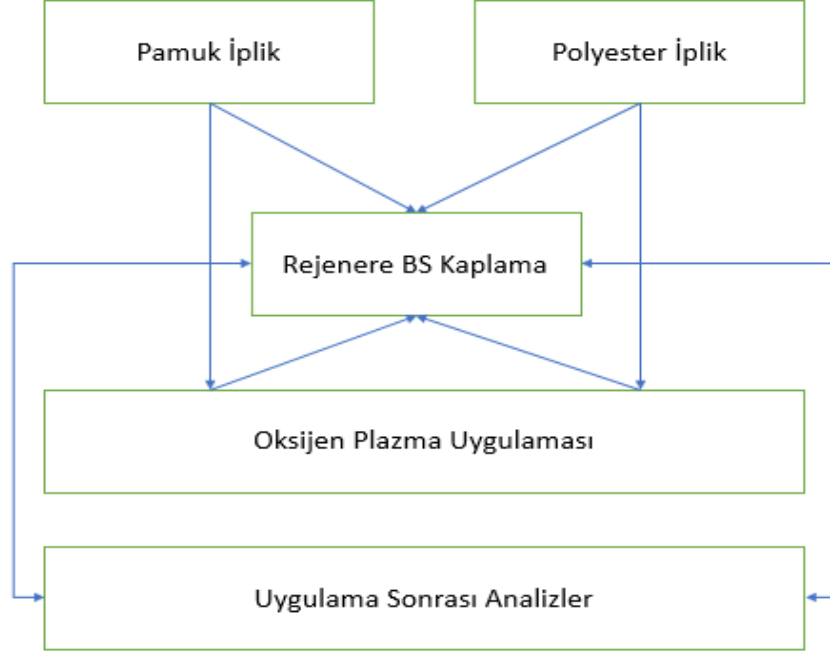 Pamuk İplik
Polyester İplik
Rejenere BS Kaplama
Oksijen Plazma Uygulaması
Uygulama Sonrası Analizler